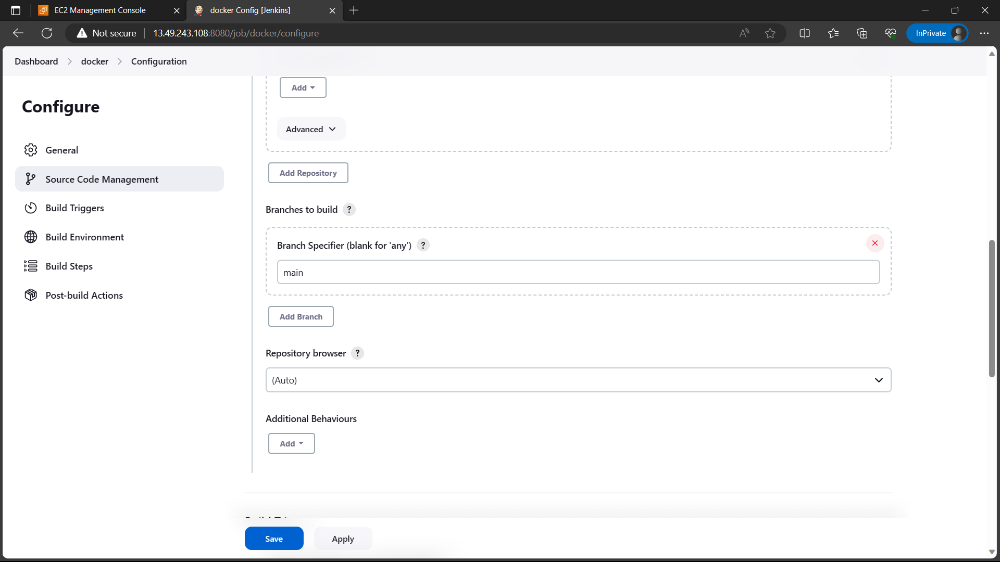 EC2 Management Console
docker Config [Jenkins]
Not secure
13.49.243.108:8080/job/docker/configure
InPrivate
Dashboard
docker
Configuration
Configure
General
Source Code Management
Build Triggers
Build Environment
Build Steps
Post-build Actions
Add
Advanced
Add Repository
Branches to build ?
Branch Specifier (blank for 'any') ?
main
Add Branch
Repository browser ?
(Auto)
Additional Behaviours
Add
Save
Apply